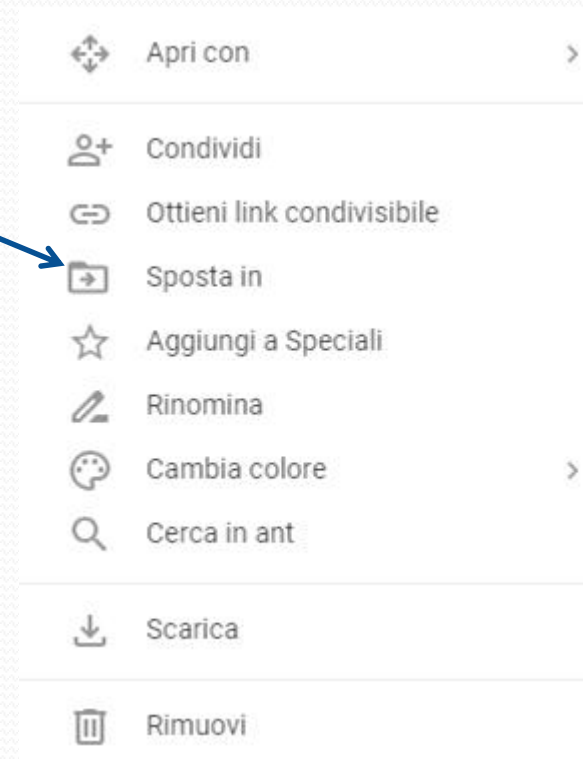 Apri con
Condividi
Ottieni link condivisibile
Sposta in
Aggiungi a Speciali
Rinomina
Cambia colore
Cerca in ant
Scarica
Rimuovi